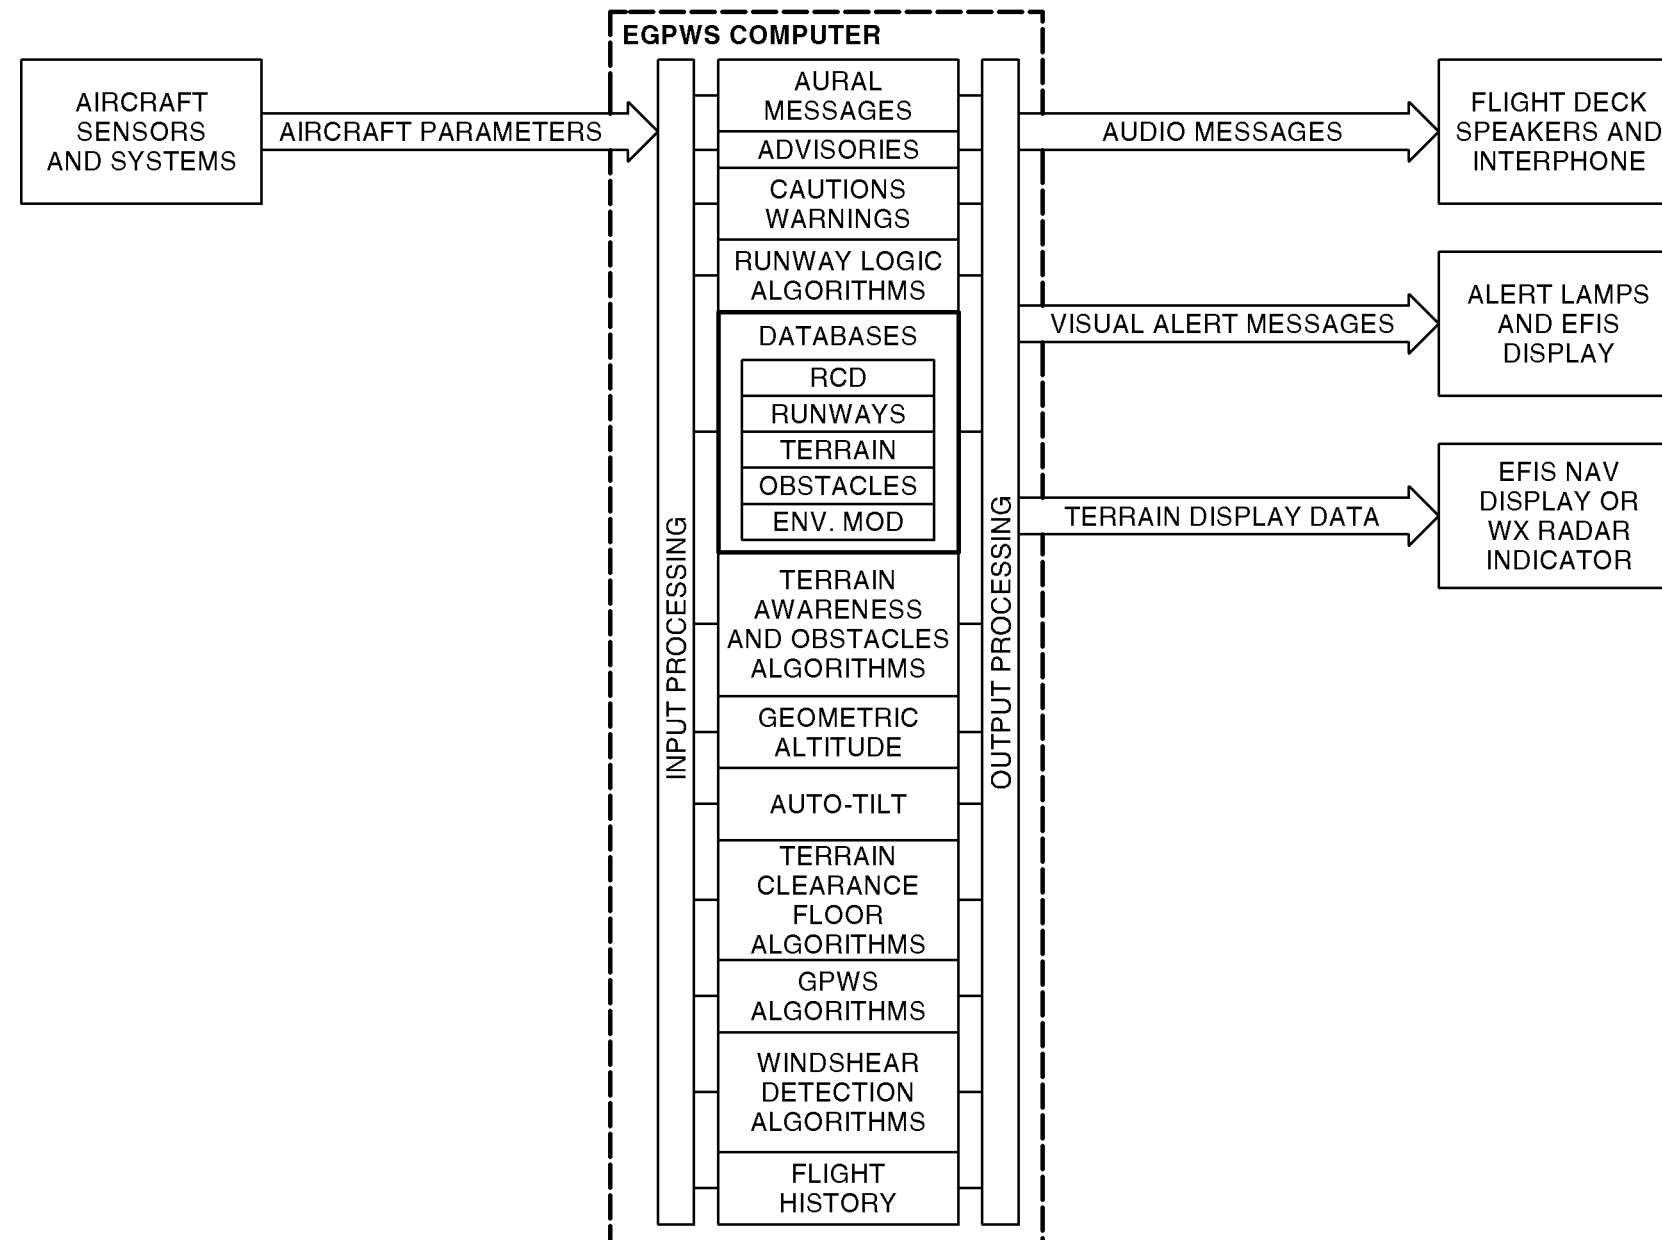 EGPWS COMPUTER
AIRCRAFT
SENSORS
AND SYSTEMS
AIRCRAFT PARAMETERS
INPUT PROCESSING
AURAL
MESSAGES
ADVISORIES
CAUTIONS
WARNINGS
RUNWAY LOGIC
ALGORITHMS
DATABASES
RCD
RUNWAYS
TERRAIN
OBSTACLES
ENV. MOD
TERRAIN
AWARENESS
AND OBSTACLES
ALGORITHMS
GEOMETRIC
ALTITUDE
AUTO-TILT
TERRAIN
CLEARANCE
FLOOR
ALGORITHMS
GPWS
ALGORITHMS
WINDSHEAR
DETECTION
ALGORITHMS
FLIGHT
HISTORY
OUTPUT PROCESSING
AUDIO MESSAGES
FLIGHT DECK
SPEAKERS AND
INTERPHONE
VISUAL ALERT MESSAGES
ALERT LAMPS
AND EFIS
DISPLAY
TERRAIN DISPLAY DATA
EFIS NAV
DISPLAY OR
WX RADAR
INDICATOR